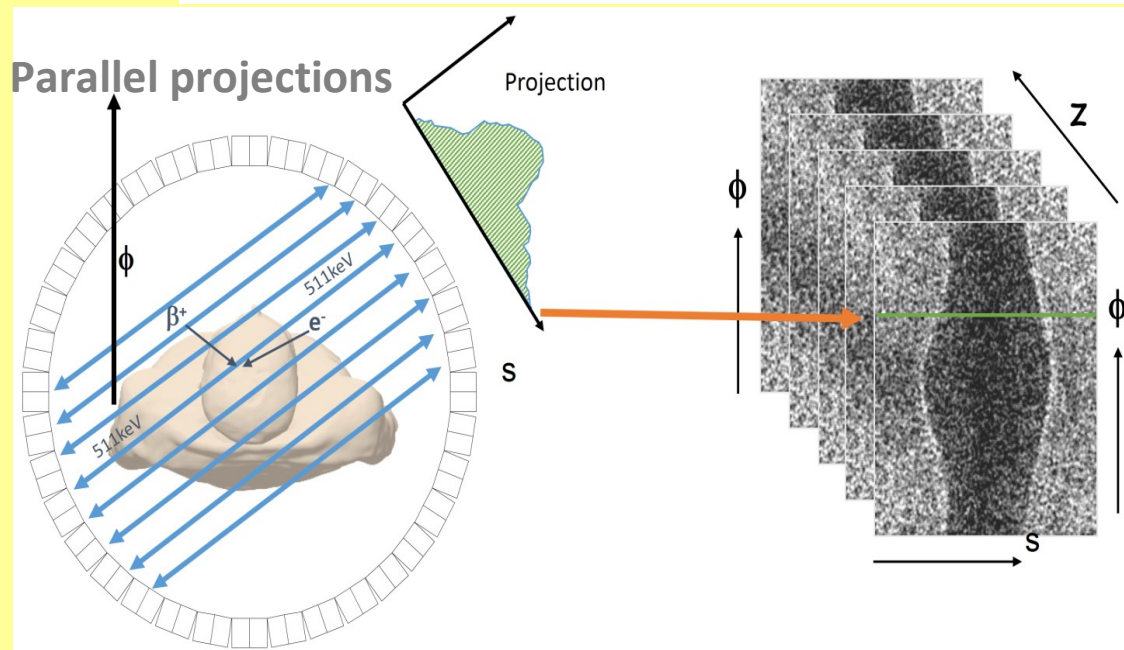 Parallel projections
Projection
Z
ϕ
ϕ
ϕ
511keV
β+
e-
s
511keV
s